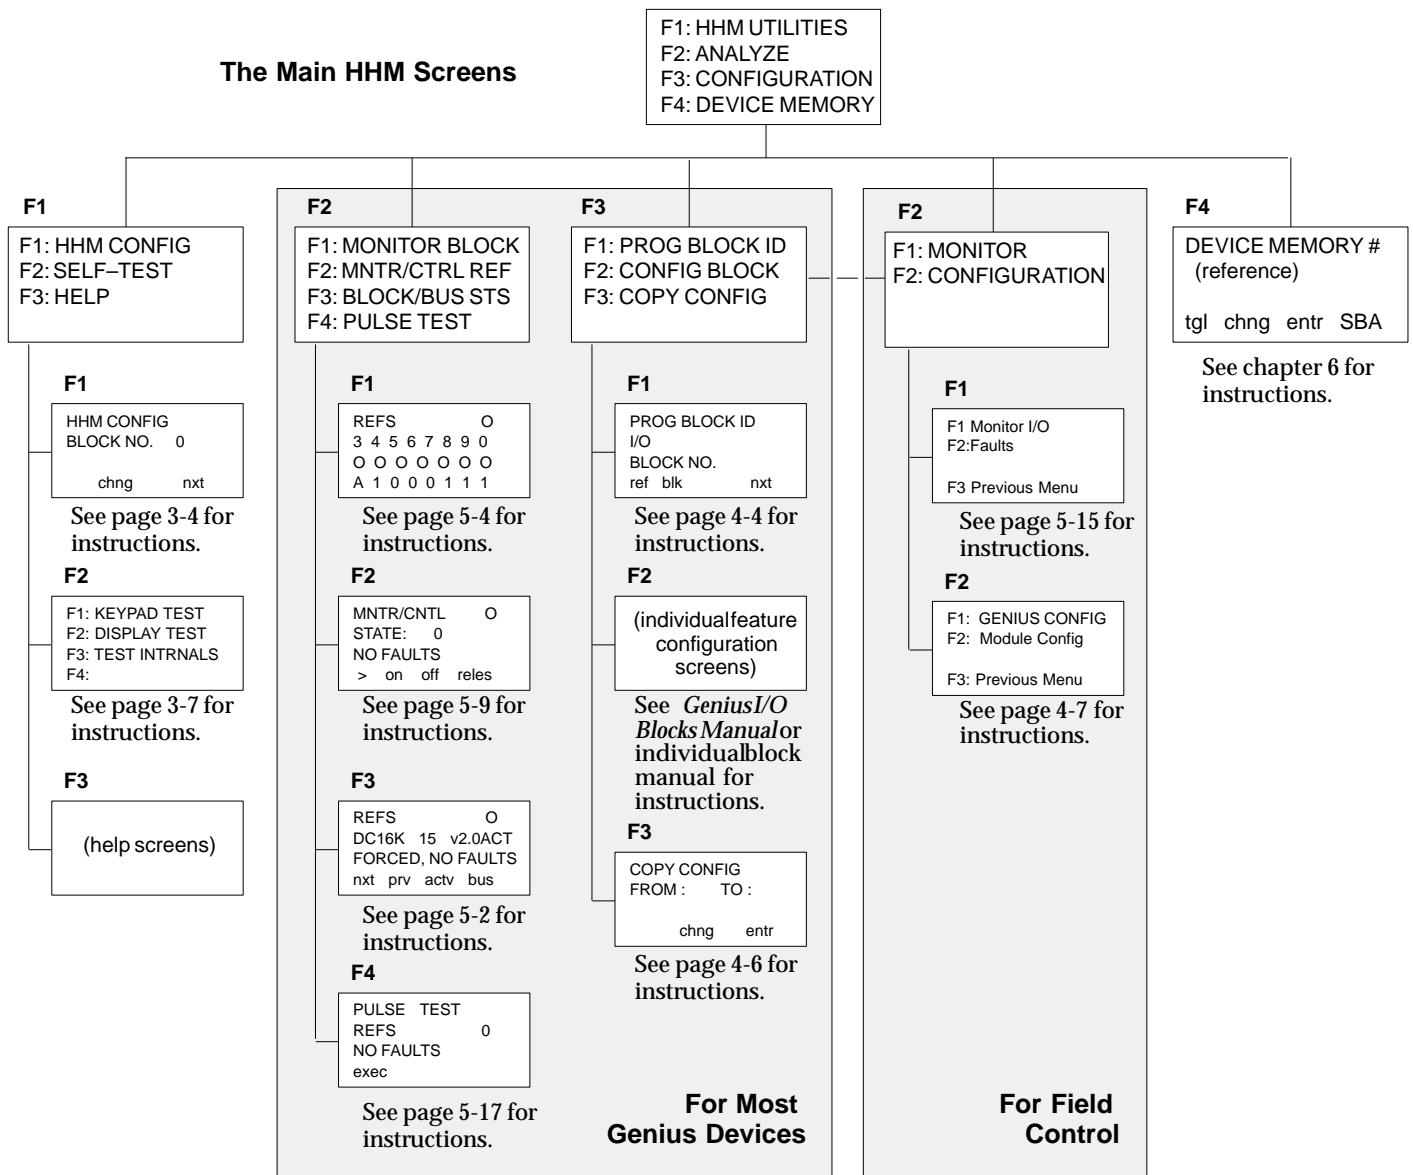 The Main HHM Screens
F1: HHM UTILITIES
F2: ANALYZE
F3: CONFIGURATION
F4: DEVICE MEMORY
F1
F1: HHM CONFIG
F2: SELF–TEST
F3: HELP
F1
HHM CONFIG
BLOCK NO. 0
chng nxt
See page 3-4 for
instructions.
F2
F1: KEYPAD TEST
F2: DISPLAY TEST
F3: TEST INTRNALS
F4:
See page 3-7 for
instructions.
F3
(help screens)
F2
F1: MONITOR BLOCK
F2: MNTR/CTRL REF
F3: BLOCK/BUS STS
F4: PULSE TEST
F1
REFS O
3 4 5 6 7 8 9 0
O O O O O O O O
A 1 0 0 0 1 1 1
See page 5-4 for
instructions.
F2
MNTR/CNTL O
STATE: 0
NO FAULTS
> on off reles
See page 5-9 for
instructions.
F3
REFS O
DC16K 15 v2.0ACT
FORCED, NO FAULTS
nxt prv actv bus
See page 5-2 for
instructions.
F4
PULSE TEST
REFS 0
NO FAULTS
exec
See page 5-17 for
instructions.
F3
F1: PROG BLOCK ID
F2: CONFIG BLOCK
F3: COPY CONFIG
F1
PROG BLOCK ID
I/O
BLOCK NO.
ref blk nxt
See page 4-4 for
instructions.
F2
(individual feature
configuration
screens)
See Genius I/O
Blocks Manual or
individual block
manual for
instructions.
F3
COPY CONFIG
FROM : TO :
chng entr
See page 4-6 for
instructions.
For Most
Genius Devices
F2
F1: MONITOR
F2: CONFIGURATION
F1
F1 Monitor I/O
F2:Faults
F3 Previous Menu
See page 5-15 for
instructions.
F2
F1: GENIUS CONFIG
F2: Module Config
F3: Previous Menu
See page 4-7 for
instructions.
For Field
Control
F4
DEVICE MEMORY #
(reference)
tgl chng entr SBA
See chapter 6 for
instructions.